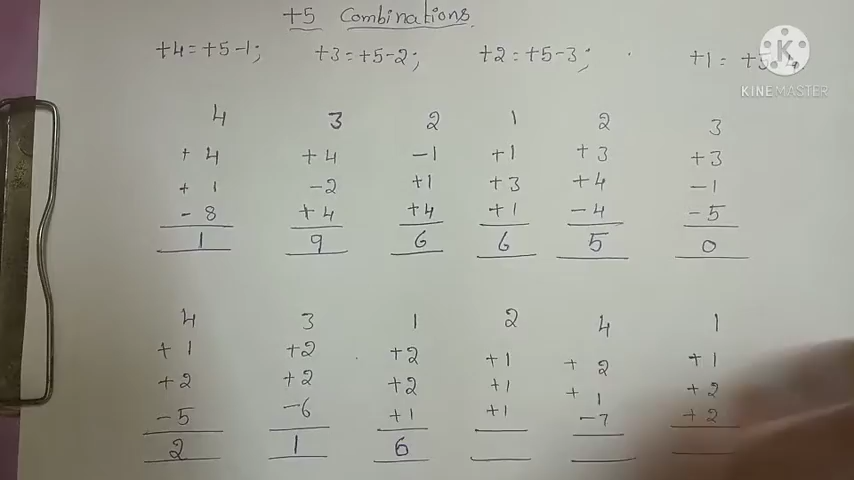 +5 Combinations.
+4 = +5-1; +3 = +5-2; +2 = +5-3; +1 = +5-4
KINEMASTER
4 3 2 1 2 3
+4 +4 -1 +1 +3 +3
+1 -2 +1 +3 +4 -1
-8 +4 +4 +1 -4 -5
1 9 6 6 5 0
4 3 1 2 4 1
+1 +2 +2 +1 +2 +1
+2 +2 +2 +1 +1 +2
-5 -6 +1 +1 -7 +2
2 1 6